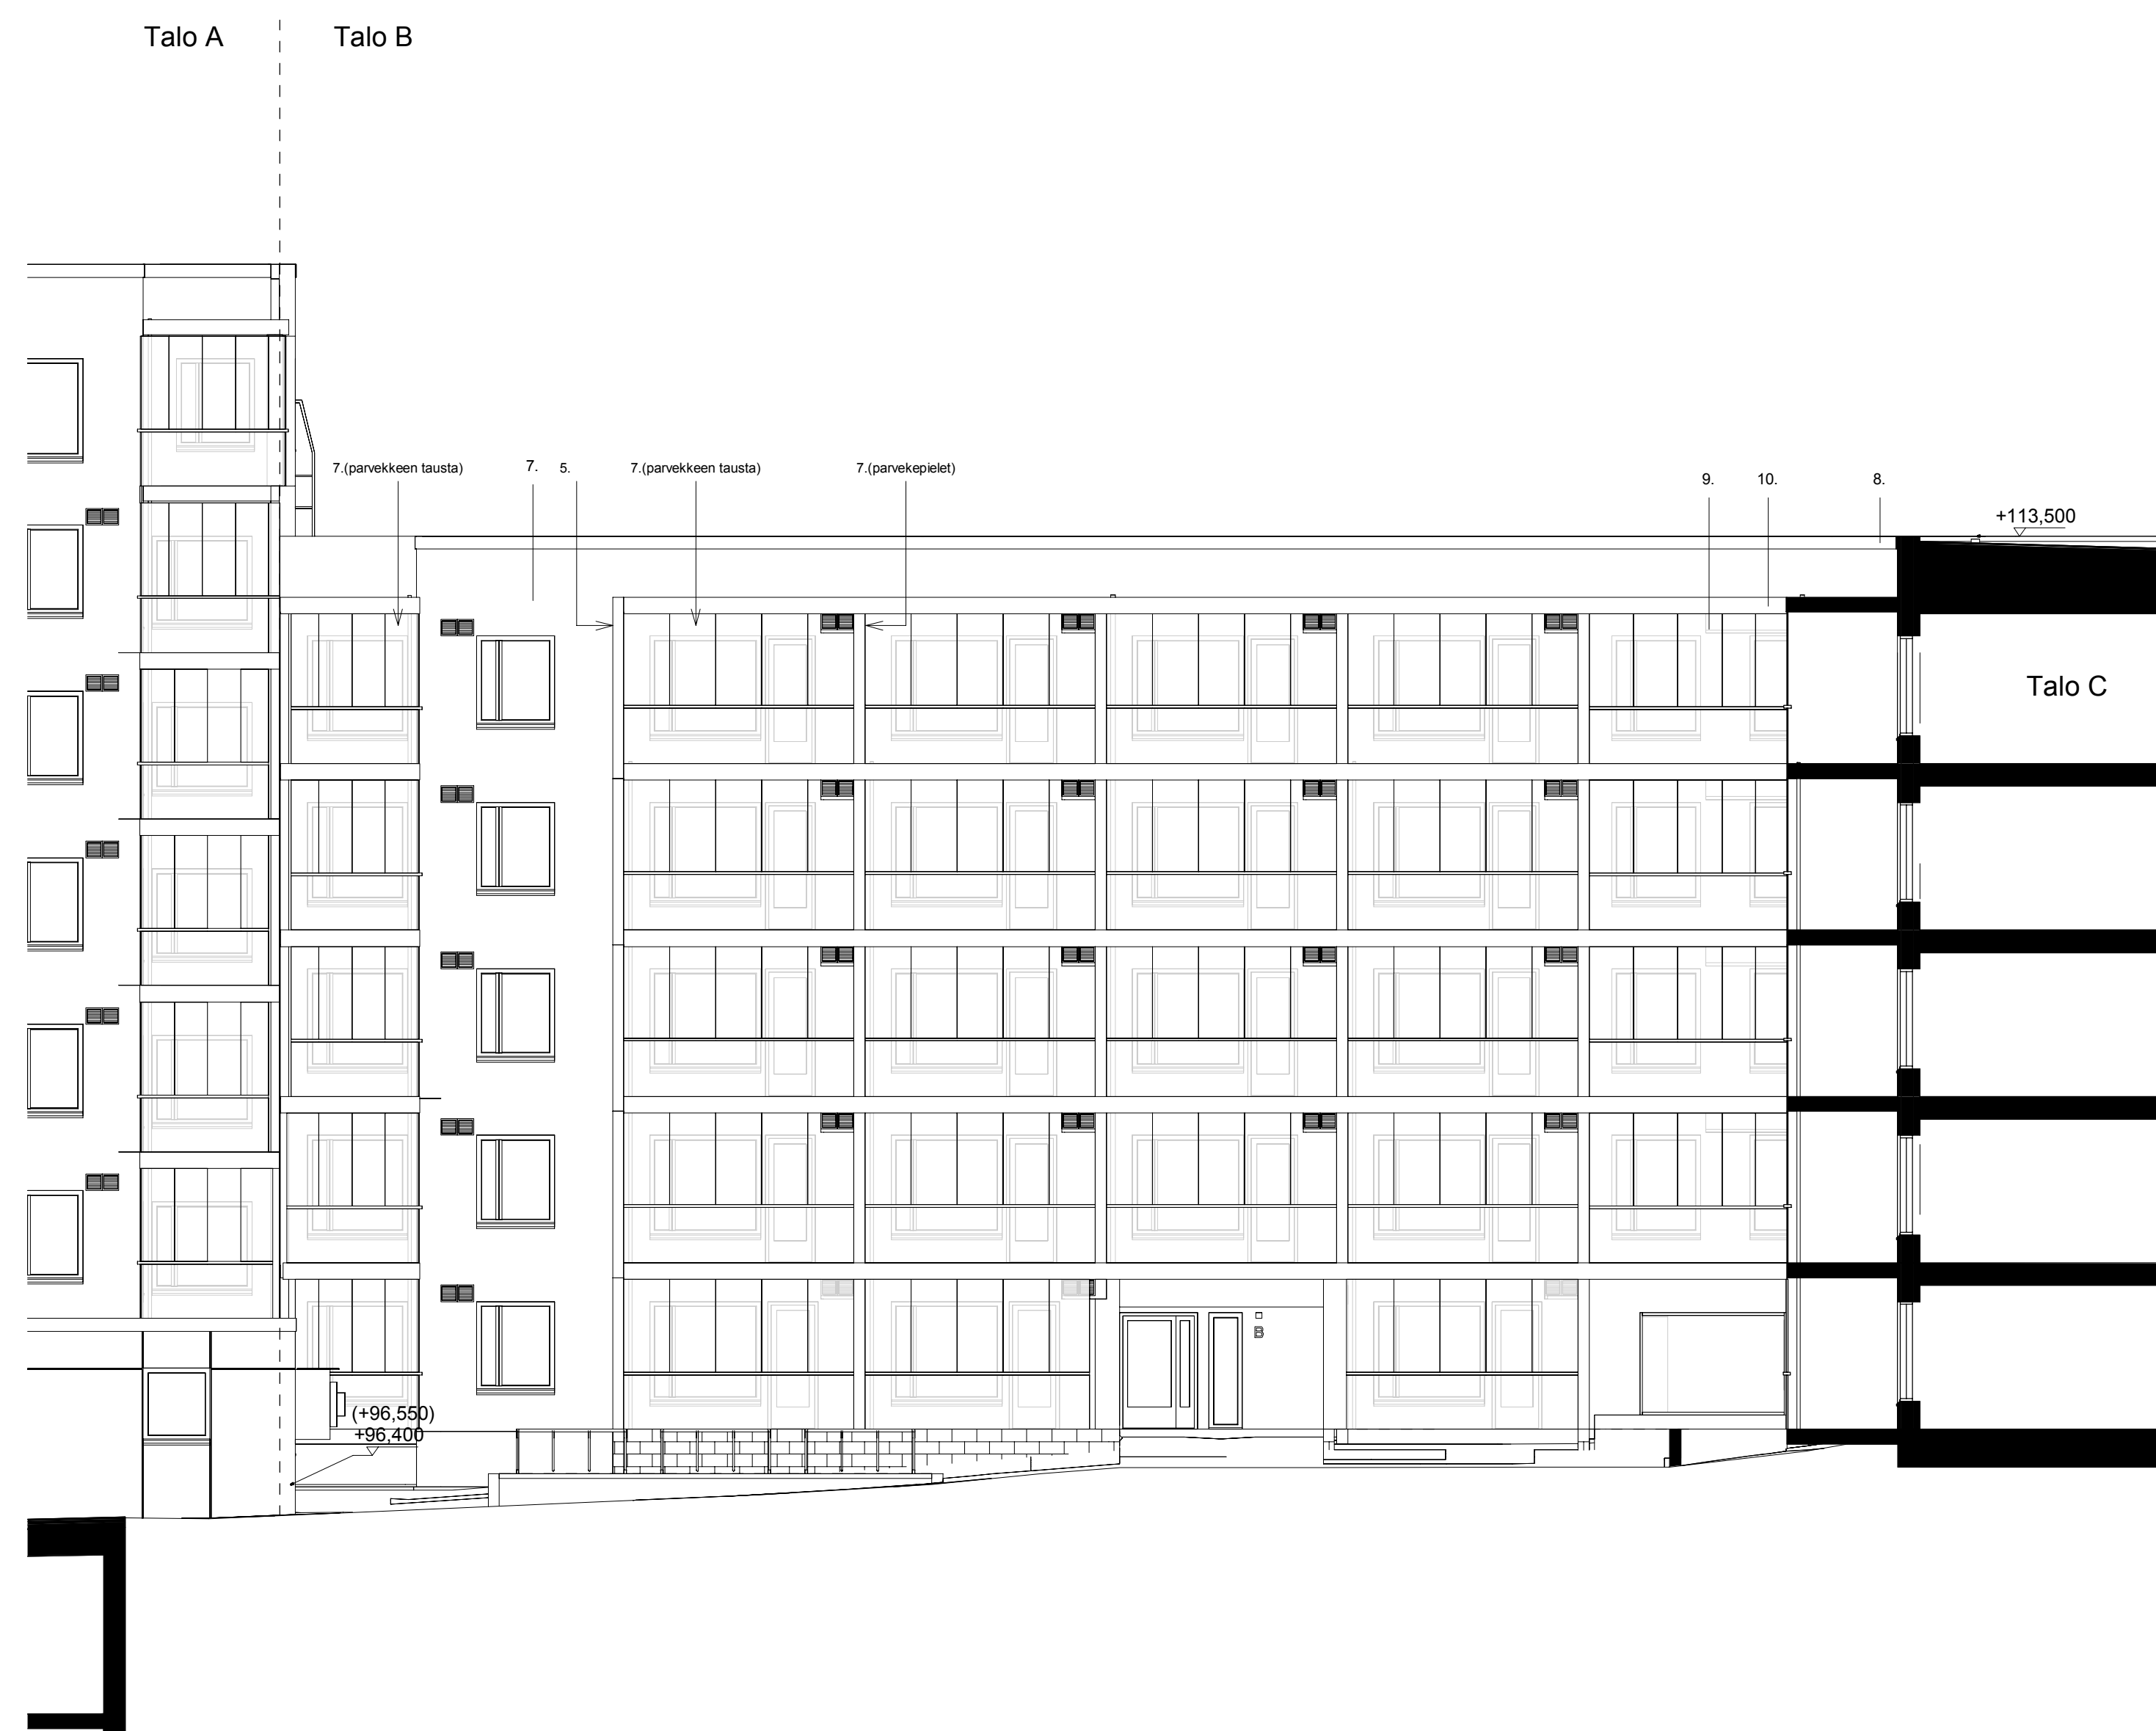 Talo A
Talo B
7.(parvekkeen tausta)
7.
5.
7.(parvekkeen tausta)
7.(parvekepielet)
9.
10.
8.
+113,500
Talo C
B
(+96,550)
+96,400